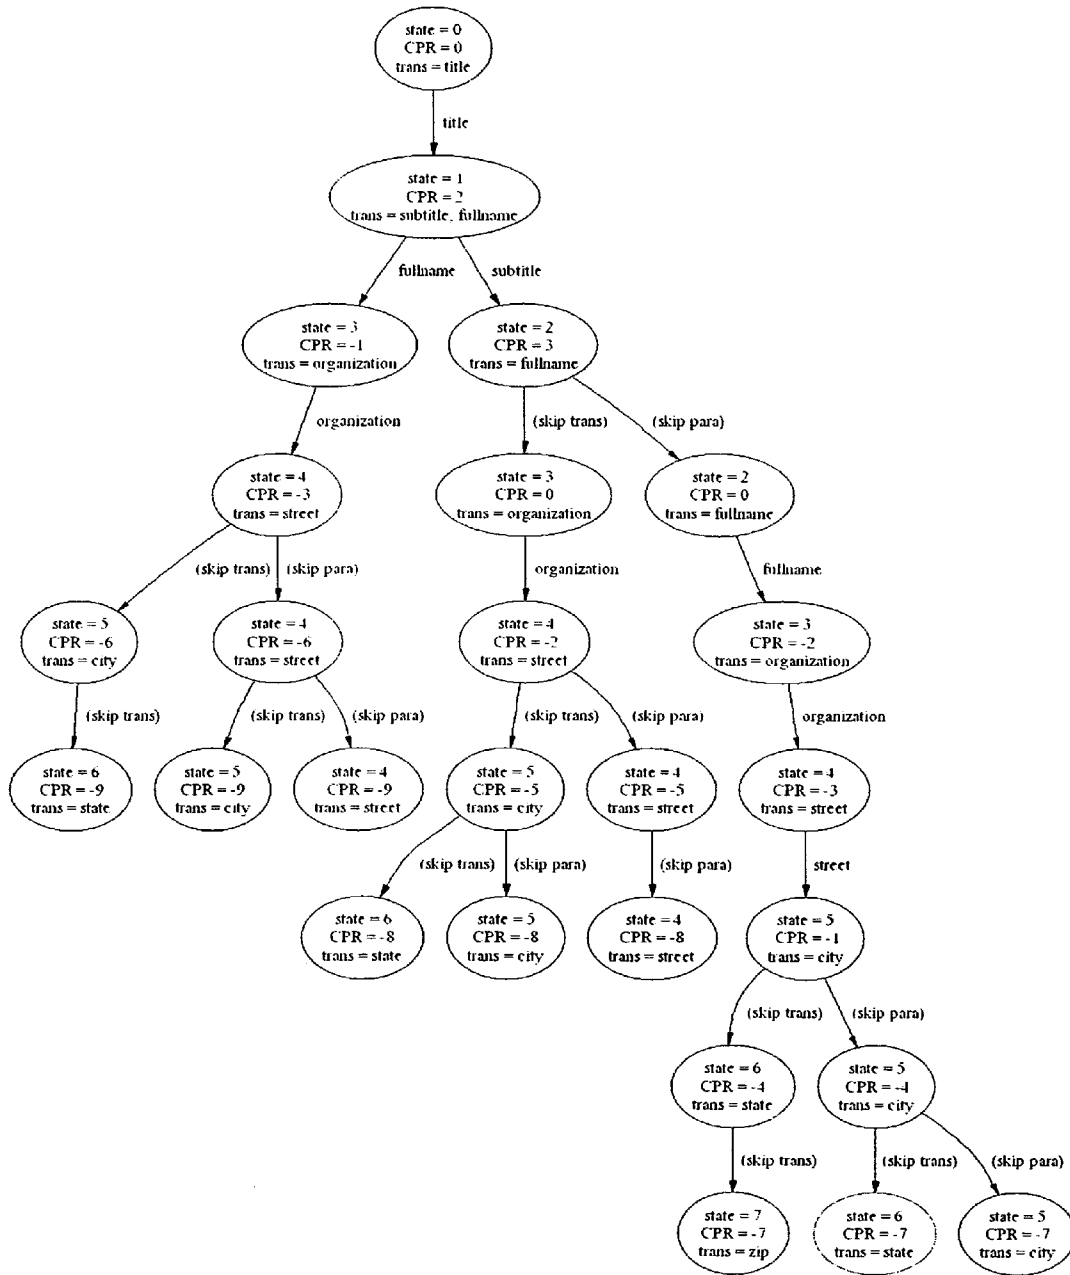 state = 0
CPR = 0
trans = title
title
state = 1
CPR = 2
trans = subtitle, fullname
fullname
subtitle
state = 3
CPR = -1
trans = organization
state = 2
CPR = 3
trans = fullname
organization
(skip trans)
(skip para)
state = 4
CPR = -3
trans = street
state = 3
CPR = 0
trans = organization
state = 2
CPR = 0
trans = fullname
(skip trans)
(skip para)
organization
fullname
state = 5
CPR = -6
trans = city
state = 4
CPR = -6
trans = street
state = 4
CPR = -2
trans = street
state = 3
CPR = -2
trans = organization
(skip trans)
(skip trans)
(skip para)
(skip trans)
(skip para)
organization
state = 6
CPR = -9
trans = state
state = 5
CPR = -9
trans = city
state = 4
CPR = -9
trans = street
state = 5
CPR = -5
trans = city
state = 4
CPR = -5
trans = street
state = 4
CPR = -3
trans = street
(skip trans)
(skip para)
(skip para)
street
state = 6
CPR = -8
trans = state
state = 5
CPR = -8
trans = city
state = 4
CPR = -8
trans = street
state = 5
CPR = -1
trans = city
(skip trans)
(skip para)
state = 6
CPR = -4
trans = state
state = 5
CPR = -4
trans = city
(skip trans)
(skip trans)
(skip para)
state = 7
CPR = -7
trans = zip
state = 6
CPR = -7
trans = state
state = 5
CPR = -7
trans = city